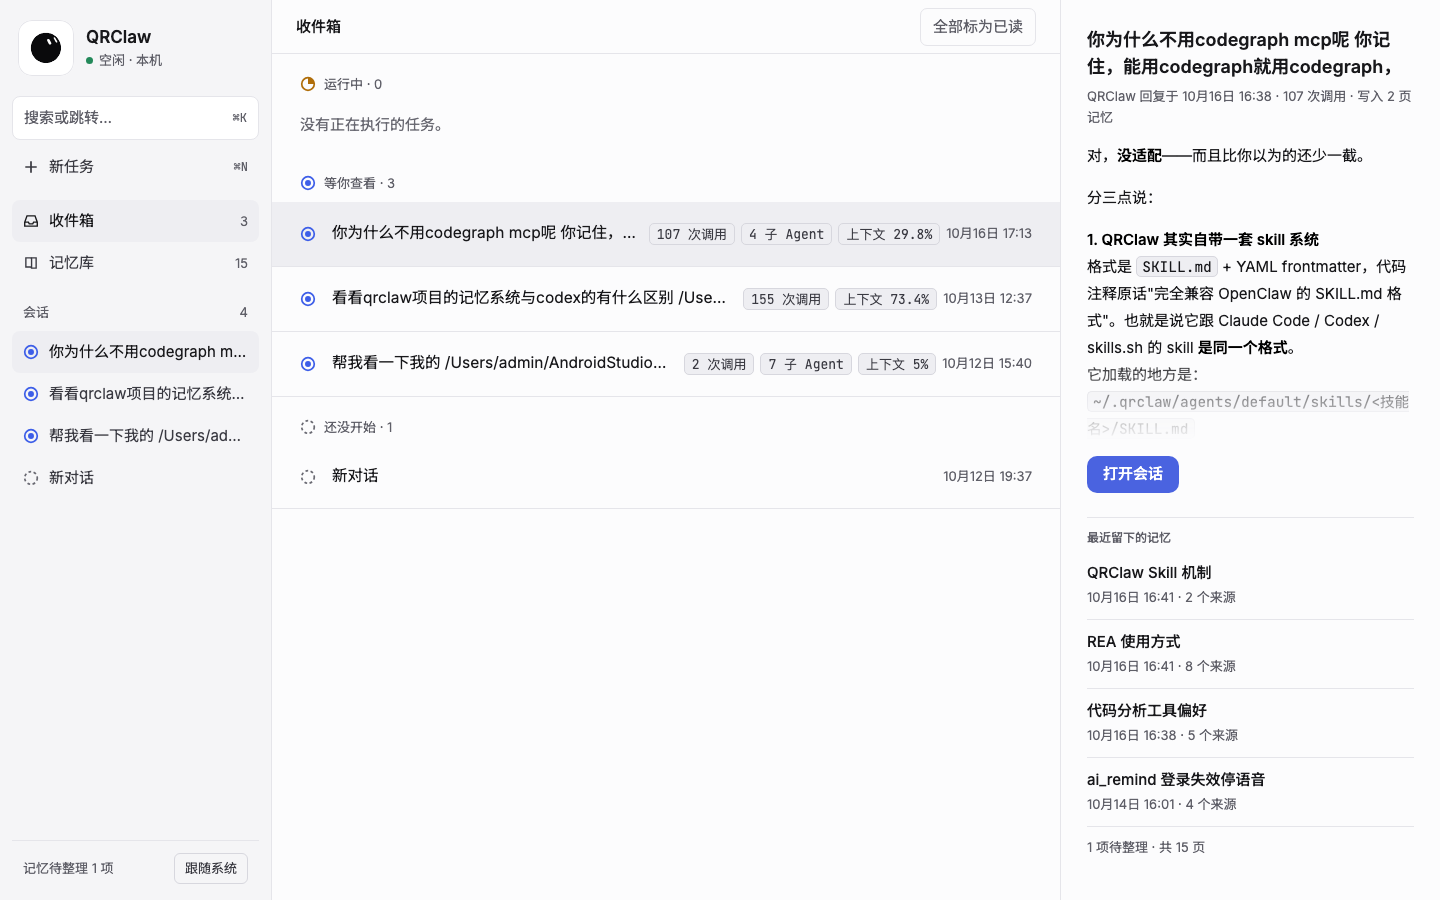 QRClaw
空闲 · 本机
搜索或跳转... ⌘K
新任务 ⌘N
收件箱 3
记忆库 15
会话 4
你为什么不用codegraph m...
看看qrclaw项目的记忆系统...
帮我看一下我的 /Users/ad...
新对话
记忆待整理 1 项 跟随系统
收件箱 全部标为已读
运行中 · 0
没有正在执行的任务。
等你查看 · 3
你为什么不用codegraph mcp呢 你记住，... 107 次调用 4 子 Agent 上下文 29.8% 10月16日 17:13
看看qrclaw项目的记忆系统与codex的有什么区别 /Use... 155 次调用 上下文 73.4% 10月13日 12:37
帮我看一下我的 /Users/admin/AndroidStudio... 2 次调用 7 子 Agent 上下文 5% 10月12日 15:40
还没开始 · 1
新对话 10月12日 19:37
你为什么不用codegraph mcp呢 你记
住，能用codegraph就用codegraph，
QRClaw 回复于 10月16日 16:38 · 107 次调用 · 写入 2 页
记忆
对，没适配——而且比你以为的还少一截。
分三点说：
1. QRClaw 其实自带一套 skill 系统
格式是 SKILL.md + YAML frontmatter，代码
注释原话"完全兼容 OpenClaw 的 SKILL.md 格
式"。也就是说它跟 Claude Code / Codex /
skills.sh 的 skill 是同一个格式。
它加载的地方是：
~/.qrclaw/agents/default/skills/<技能
名>/SKILL.md
打开会话
最近留下的记忆
QRClaw Skill 机制
10月16日 16:41 · 2 个来源
REA 使用方式
10月16日 16:41 · 8 个来源
代码分析工具偏好
10月16日 16:38 · 5 个来源
ai_remind 登录失效停语音
10月14日 16:01 · 4 个来源
1 项待整理 · 共 15 页